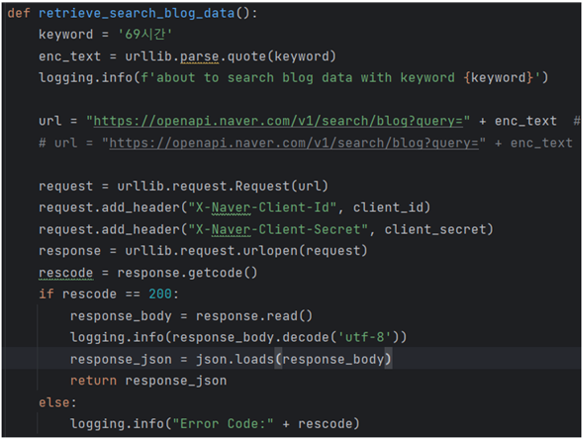 def retrieve_search_blog_data():
    keyword = '69시간'
    enc_text = urllib.parse.quote(keyword)
    logging.info(f'about to search blog data with keyword {keyword}')

    url = "https://openapi.naver.com/v1/search/blog?query=" + enc_text  #
    # url = "https://openapi.naver.com/v1/search/blog?query=" + enc_text

    request = urllib.request.Request(url)
    request.add_header("X-Naver-Client-Id", client_id)
    request.add_header("X-Naver-Client-Secret", client_secret)
    response = urllib.request.urlopen(request)
    rescode = response.getcode()
    if rescode == 200:
        response_body = response.read()
        logging.info(response_body.decode('utf-8'))
        response_json = json.loads(response_body)
        return response_json
    else:
        logging.info("Error Code:" + rescode)